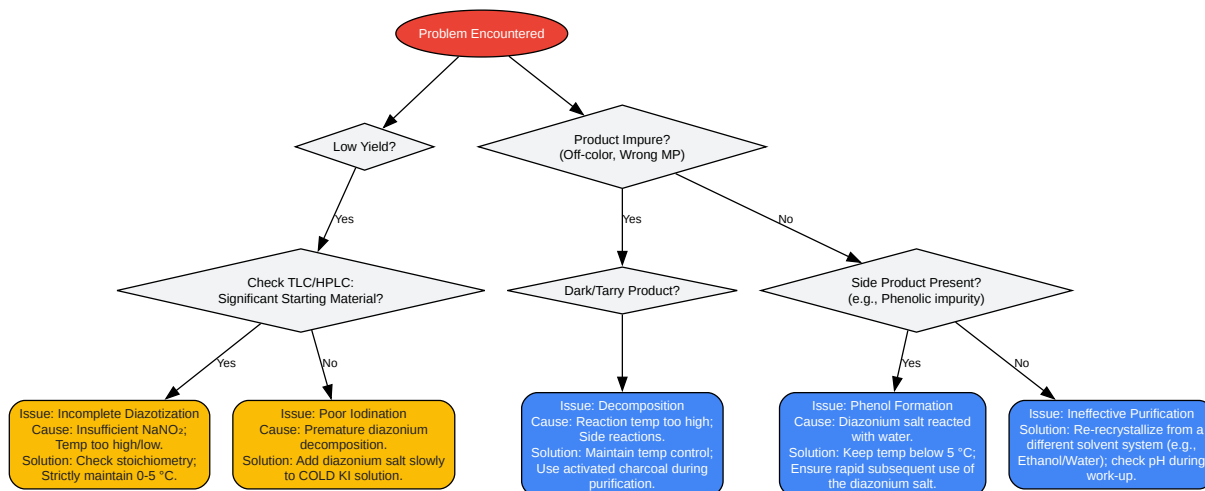 Problem Encountered
Low Yield?
Product Impure?
(Off-color, Wrong MP)
Yes
Yes
No
Check TLC/HPLC:
Significant Starting Material?
Dark/Tarry Product?
Side Product Present?
(e.g., Phenolic impurity)
Yes
No
Yes
No
Issue: Incomplete Diazotization
Cause: Insufficient NaNO₂;
Temp too high/low.
Solution: Check stoichiometry;
Strictly maintain 0-5 °C.
Issue: Poor Iodination
Cause: Premature diazonium
decomposition.
Solution: Add diazonium salt slowly
to COLD KI solution.
Issue: Decomposition
Cause: Reaction temp too high;
Side reactions.
Solution: Maintain temp control;
Use activated charcoal during
purification.
Issue: Phenol Formation
Cause: Diazonium salt reacted
with water.
Solution: Keep temp below 5 °C;
Ensure rapid subsequent use of
the diazonium salt.
Issue: Ineffective Purification
Solution: Re-recrystallize from a
different solvent system (e.g.,
Ethanol/Water); check pH during
work-up.